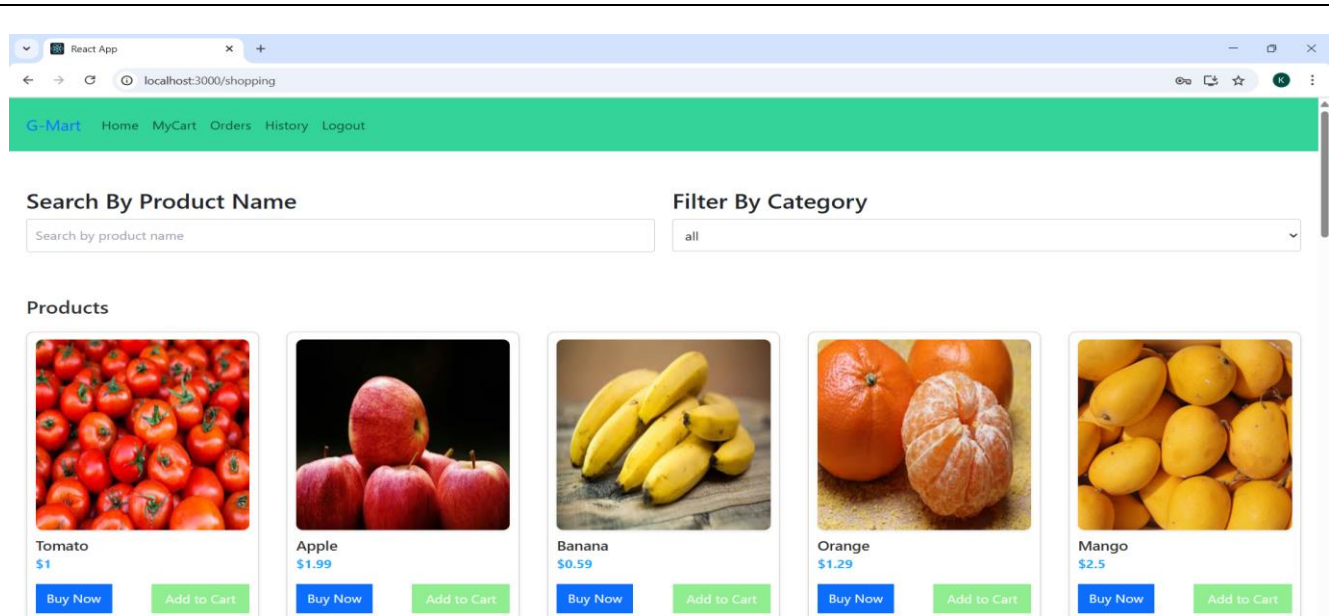 React App
localhost:3000/shopping
K
G-Mart Home MyCart Orders History Logout
Search By Product Name Filter By Category
Search by product name all
Products
Tomato Apple Banana Orange Mango
$1 $1.99 $0.59 $1.29 $2.5
Buy Now Add to Cart Buy Now Add to Cart Buy Now Add to Cart Buy Now Add to Cart Buy Now Add to Cart